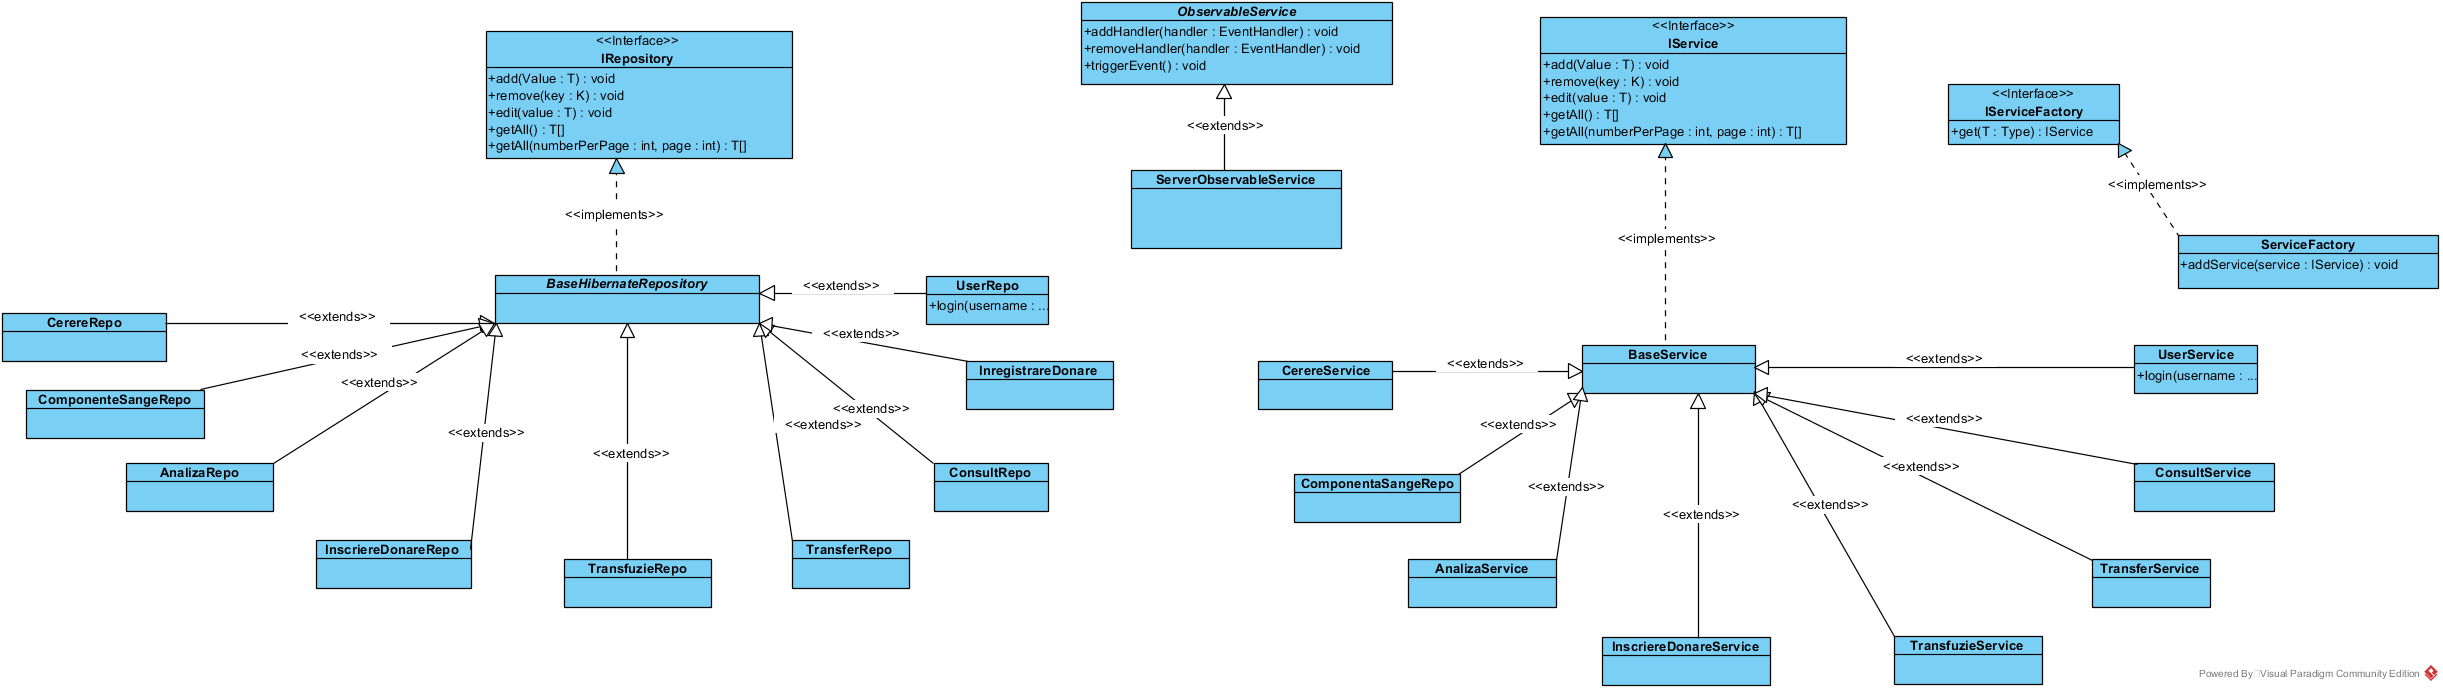 <<Interface>>
IRepository
+add(Value : T) : void
+remove(key : K) : void
+edit(value : T) : void
+getAll() : T[]
+getAll(numberPerPage : int, page : int) : T[]
<<implements>>
BaseHibernateRepository
<<extends>>
UserRepo
+login(username : ...
CerereRepo
<<extends>>
<<extends>>
InregistrareDonare
ComponenteSangeRepo
<<extends>>
<<extends>>
AnalizaRepo
<<extends>>
<<extends>>
<<extends>>
<<extends>>
ConsultRepo
InscriereDonareRepo
TransfuzieRepo
TransferRepo
ObservableService
+addHandler(handler : EventHandler) : void
+removeHandler(handler : EventHandler) : void
+triggerEvent() : void
<<extends>>
ServerObservableService
<<Interface>>
IService
+add(Value : T) : void
+remove(key : K) : void
+edit(value : T) : void
+getAll() : T[]
+getAll(numberPerPage : int, page : int) : T[]
<<implements>>
<<Interface>>
IServiceFactory
+get(T : Type) : IService
<<implements>>
ServiceFactory
+addService(service : IService) : void
BaseService
CerereService
<<extends>>
<<extends>>
UserService
+login(username : ...
<<extends>>
<<extends>>
ConsultService
ComponentaSangeRepo
<<extends>>
<<extends>>
<<extends>>
<<extends>>
AnalizaService
TransferService
InscriereDonareService
TransfuzieService
Powered By Visual Paradigm Community Edition